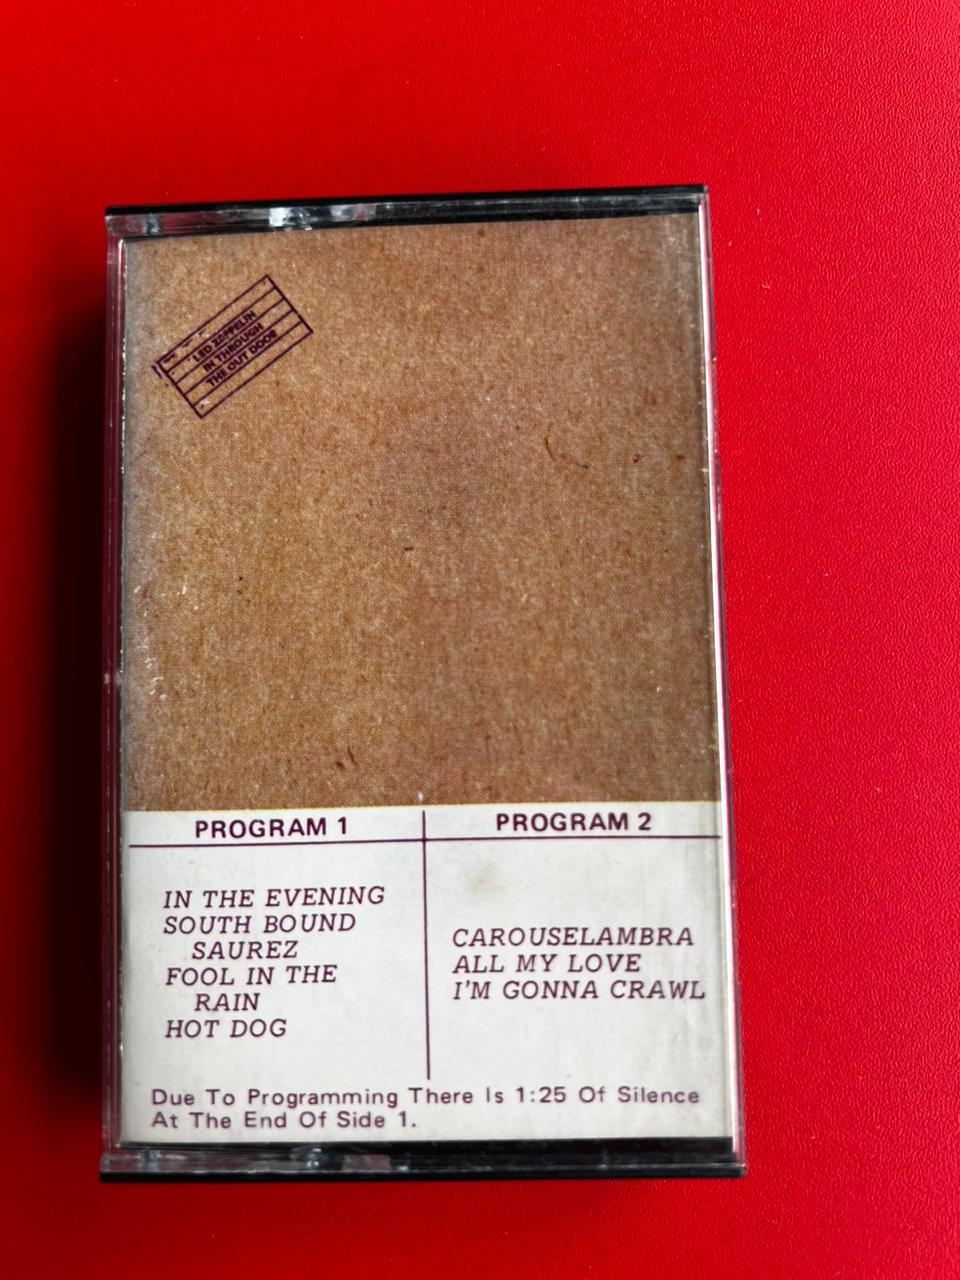 LED ZEPPELIN
IN THROUGH
THE OUT DOOR
PROGRAM 1
IN THE EVENING
SOUTH BOUND
SAUREZ
FOOL IN THE
RAIN
HOT DOG
PROGRAM 2
CAROUSELAMBRA
ALL MY LOVE
I'M GONNA CRAWL
Due To Programming There Is 1:25 Of Silence
At The End Of Side 1.